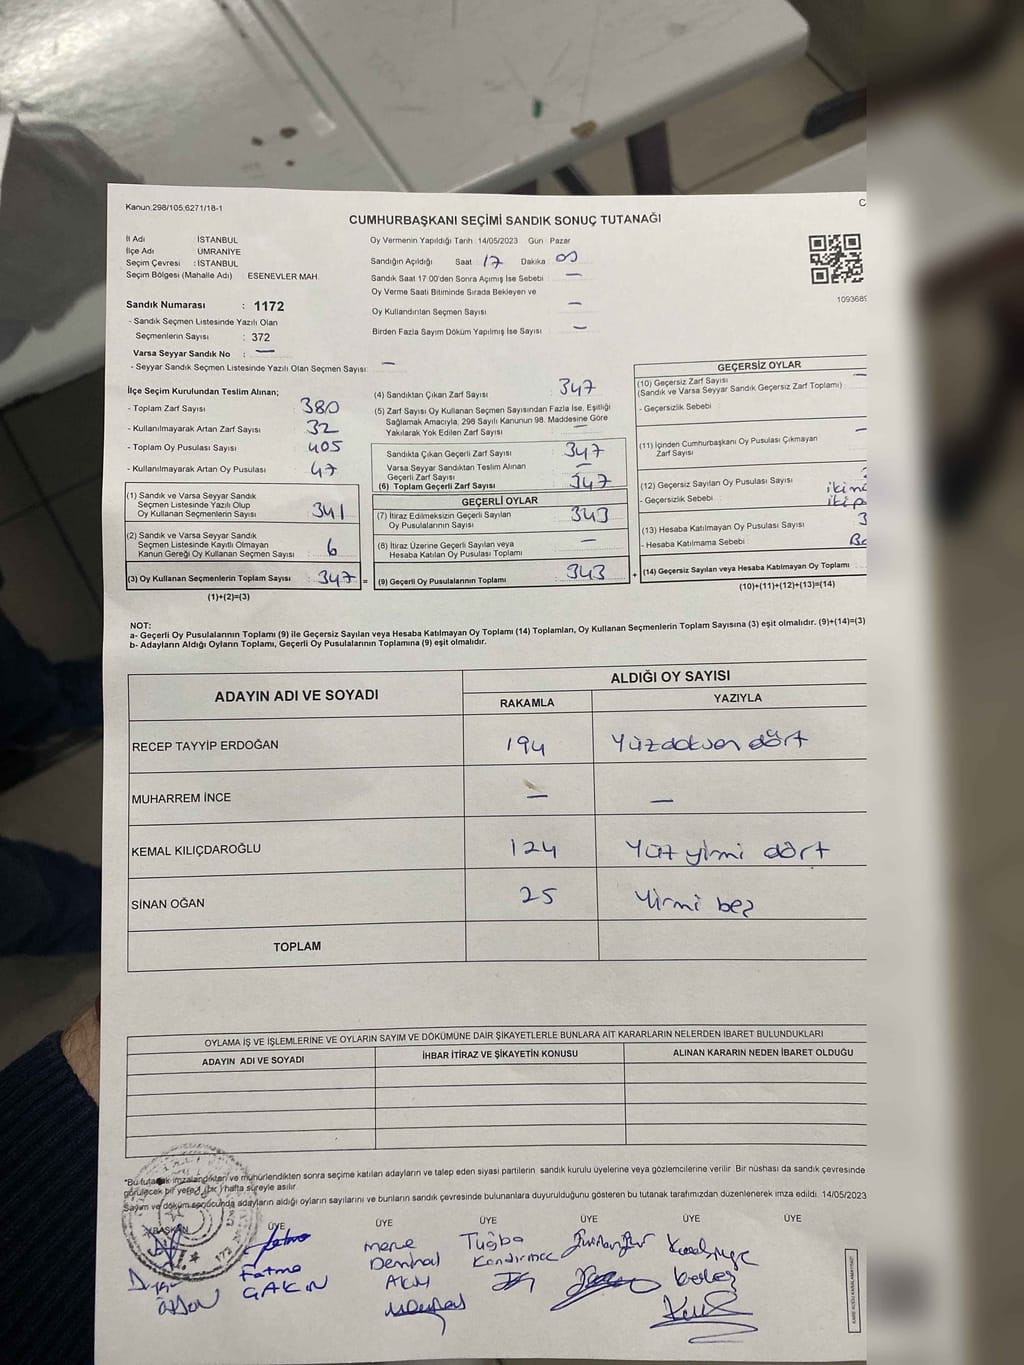 Kanun:298/105;6271/18-1
CUMHURBAŞKANI SEÇİMİ SANDIK SONUÇ TUTANAĞI
İl Adı İSTANBUL
İlçe Adı ÜMRANİYE
Seçim Çevresi : İSTANBUL
Seçim Bölgesi (Mahalle Adı) ESENEVLER MAH.
Sandık Numarası : 1172
- Sandık Seçmen Listesinde Yazılı Olan
Seçmenlerin Sayısı : 372
Varsa Seyyar Sandık No : —
- Seyyar Sandık Seçmen Listesinde Yazılı Olan Seçmen Sayısı: —
Oy Vermenin Yapıldığı Tarih :14/05/2023 Gün : Pazar
Sandığın Açıldığı Saat 17 Dakika
Sandık Saat 17:00'den Sonra Açımış İse Sebebi —
Oy Verme Saati Bitiminde Sırada Bekleyen ve
Oy Kullandırılan Seçmen Sayısı —
Birden Fazla Sayım Döküm Yapılmış İse Sayısı —
109368
İlçe Seçim Kurulundan Teslim Alınan;
- Toplam Zarf Sayısı 380
- Kullanılmayarak Artan Zarf Sayısı 32
- Toplam Oy Pusulası Sayısı 405
- Kullanılmayarak Artan Oy Pusulası 47
(1) Sandık ve Varsa Seyyar Sandık
Seçmen Listesinde Yazılı Olup
Oy Kullanan Seçmenlerin Sayısı 341
(2) Sandık ve Varsa Seyyar Sandık
Seçmen Listesinde Kayıtlı Olmayan
Kanun Gereği Oy Kullanan Seçmen Sayısı 6
(3) Oy Kullanan Seçmenlerin Toplam Sayısı 347 =
(1)+(2)=(3)
(4) Sandıktan Çıkan Zarf Sayısı 347
(5) Zarf Sayısı Oy Kullanan Seçmen Sayısından Fazla İse, Eşitliği
Sağlamak Amacıyla, 298 Sayılı Kanunun 98. Maddesine Göre
Yakılarak Yok Edilen Zarf Sayısı —
Sandıkta Çıkan Geçerli Zarf Sayısı 347
Varsa Seyyar Sandıktan Teslim Alınan
Geçerli Zarf Sayısı —
(6) Toplam Geçerli Zarf Sayısı 347
GEÇERLİ OYLAR
(7) İtiraz Edilmeksizin Geçerli Sayılan
Oy Pusulalarının Sayısı 343
(8) İtiraz Üzerine Geçerli Sayılan veya
Hesaba Katılan Oy Pusulası Toplamı —
(9) Geçerli Oy Pusulalarının Toplamı 343 +
GEÇERSİZ OYLAR
(10) Geçersiz Zarf Sayısı —
(Sandık ve Varsa Seyyar Sandık Geçersiz Zarf Toplamı)
- Geçersizlik Sebebi
(11) İçinden Cumhurbaşkanı Oy Pusulası Çıkmayan
Zarf Sayısı —
(12) Geçersiz Sayılan Oy Pusulası Sayısı
- Geçersizlik Sebebi
(13) Hesaba Katılmayan Oy Pusulası Sayısı 3
- Hesaba Katılmama Sebebi
(14) Geçersiz Sayılan veya Hesaba Katılmayan Oy Toplamı
(10)+(11)+(12)+(13)=(14)
NOT:
a- Geçerli Oy Pusulalarının Toplamı (9) ile Geçersiz Sayılan veya Hesaba Katılmayan Oy Toplamı (14) Toplamları, Oy Kullanan Seçmenlerin Toplam Sayısına (3) eşit olmalıdır. (9)+(14)=(3)
b- Adayların Aldığı Oyların Toplamı, Geçerli Oy Pusulalarının Toplamına (9) eşit olmalıdır.
ADAYIN ADI VE SOYADI ALDIĞI OY SAYISI
RAKAMLA YAZIYLA
RECEP TAYYİP ERDOĞAN 194 Yüzdoksan dört
MUHARREM İNCE — —
KEMAL KILIÇDAROĞLU 124 Yüz yirmi dört
SİNAN OĞAN 25 Yirmi beş
TOPLAM
OYLAMA İŞ VE İŞLEMLERİNE VE OYLARIN SAYIM VE DÖKÜMÜNE DAİR ŞİKAYETLERLE BUNLARA AİT KARARLARIN NELERDEN İBARET BULUNDUKLARI
ADAYIN ADI VE SOYADI İHBAR İTİRAZ VE ŞİKAYETİN KONUSU ALINAN KARARIN NEDEN İBARET OLDUĞU
*Bu tutanak imzalandıktan ve mühürlendikten sonra seçime katılan adayların ve talep eden siyasi partilerin sandık kurulu üyelerine veya gözlemcilerine verilir. Bir nüshası da sandık çevresinde
görülecek bir yerde (bir) hafta süreyle asılır
Sayım ve döküm sonucunda adayların aldığı oyların sayılarını ve bunların sandık çevresinde bulunanlara duyurulduğunu gösteren bu tutanak tarafımızdan düzenlenerek imza edildi. 14/05/2023
BAŞKAN ÜYE ÜYE ÜYE ÜYE ÜYE ÜYE
Fatma
Merve
Tuğba
172